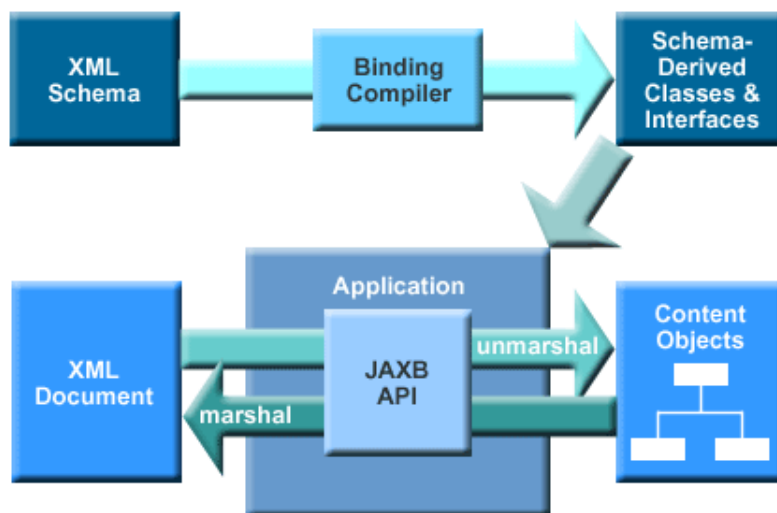 XML
Schema
Binding
Compiler
Schema-
Derived
Classes &
Interfaces
Application
XML
Document
JAXB
API
unmarshal
marshal
Content
Objects